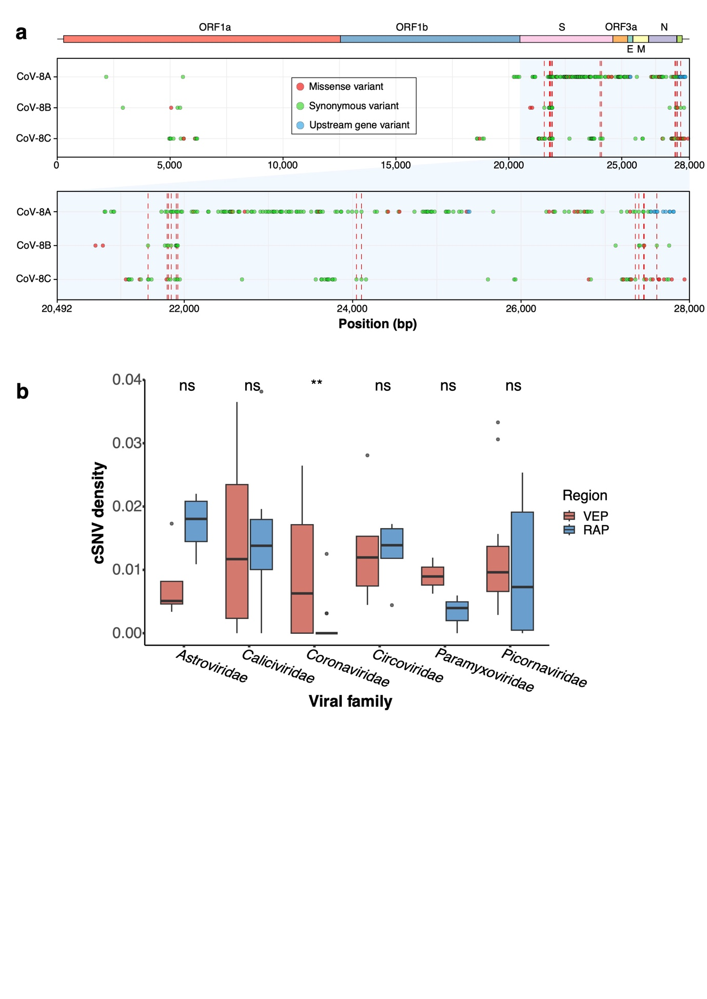 a
ORF1a ORF1b S ORF3a N
E M
CoV-8A
CoV-8B
CoV-8C
Missense variant
Synonymous variant
Upstream gene variant
0 5,000 10,000 15,000 20,000 25,000 28,000
CoV-8A
CoV-8B
CoV-8C
20,492 22,000 24,000 26,000 28,000
Position (bp)
b
cSNV density
0.04
0.03
0.02
0.01
0.00
ns ns ** ns ns ns
Region
VEP
RAP
Astroviridae Caliciviridae Coronaviridae Circoviridae Paramyxoviridae Picornaviridae
Viral family